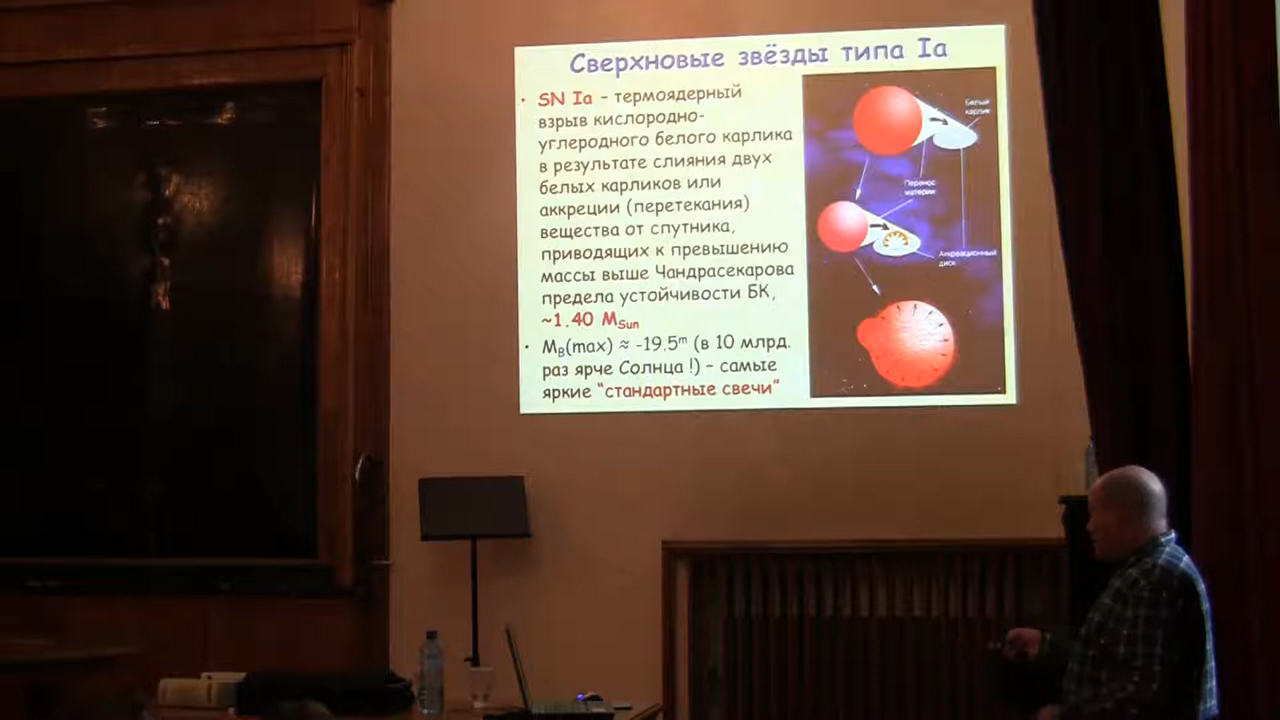 Сверхновые звёзды типа Ia
• SN Ia – термоядерный
взрыв кислородно-
углеродного белого карлика
в результате слияния двух
белых карликов или
аккреции (перетекания)
вещества от спутника,
приводящих к превышению
массы выше Чандрасекарова
предела устойчивости БК,
~1.40 MSun
• MB(max) ≈ -19.5m (в 10 млрд.
раз ярче Солнца !) – самые
яркие “стандартные свечи”
Белый
карлик
Перенос
материи
Аккреационный
диск